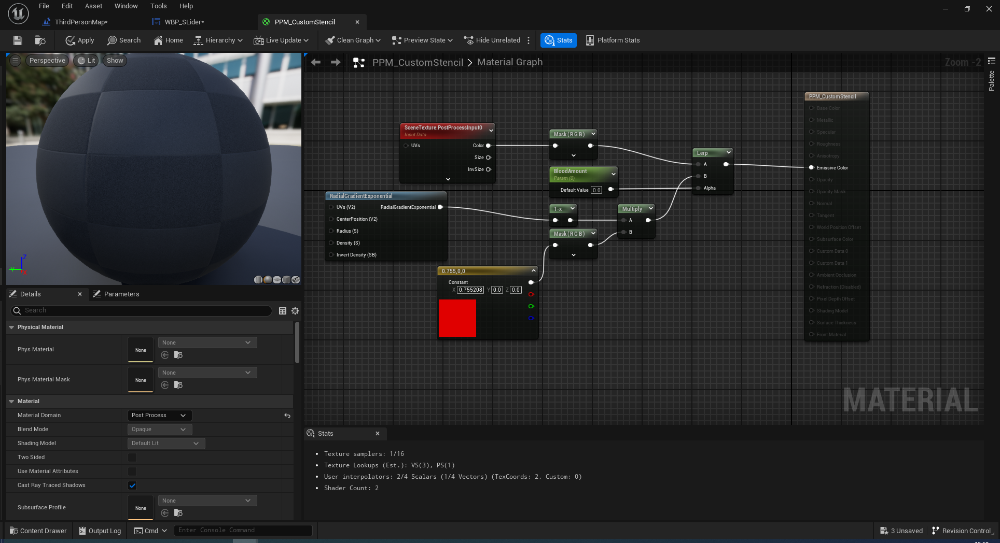 File Edit Asset Window Tools Help
ThirdPersonMap* WBP_SLider* PPM_CustomStencil
Apply Search Home Hierarchy Live Update Clean Graph Preview State Hide Unrelated Stats Platform Stats
Perspective Lit Show
Z
Y
PPM_CustomStencil > Material Graph
Zoom -2
Palette
SceneTexture:PostProcessInput0
Input Data
UVs Color
Size
InvSize
RadialGradientExponential
UVs (V2) RadialGradientExponential
CenterPosition (V2)
Radius (S)
Density (S)
Invert Density (SB)
Mask ( R G B )
BloodAmount
Param (0)
Default Value 0.0
1-x
Mask ( R G B )
Multiply
A
B
0.755,0,0
Constant
X 0.755208 Y 0.0 Z 0.0
Lerp
A
B
Alpha
PPM_CustomStencil
Base Color
Metallic
Specular
Roughness
Anisotropy
Emissive Color
Opacity
Opacity Mask
Normal
Tangent
World Position Offset
Subsurface Color
Custom Data 0
Custom Data 1
Ambient Occlusion
Refraction (Disabled)
Pixel Depth Offset
Shading Model
Surface Thickness
Front Material
MATERIAL
Details Parameters
Search
Physical Material
Phys Material None None
Phys Material Mask None None
Material
Material Domain Post Process
Blend Mode Opaque
Shading Model Default Lit
Two Sided
Use Material Attributes
Cast Ray Traced Shadows
Subsurface Profile None None
Stats
Texture samplers: 1/16
Texture Lookups (Est.): VS(3), PS(1)
User interpolators: 2/4 Scalars (1/4 Vectors) (TexCoords: 2, Custom: 0)
Shader Count: 2
Content Drawer Output Log Cmd Enter Console Command 3 Unsaved Revision Control